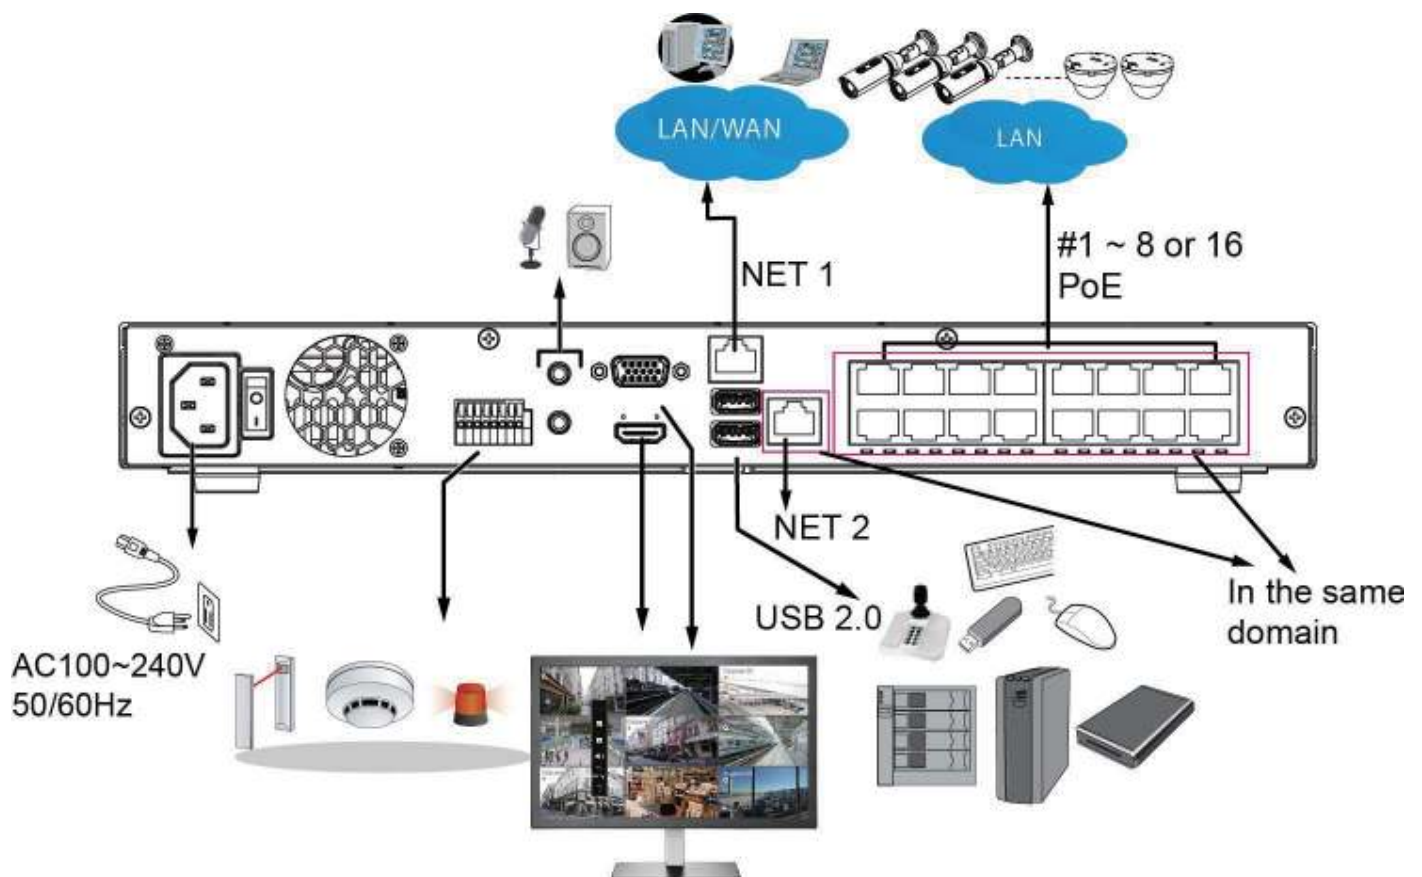 LAN/WAN
LAN
#1 ~ 8 or 16
PoE
NET 1
NET 2
USB 2.0
In the same
domain
AC100~240V
50/60Hz